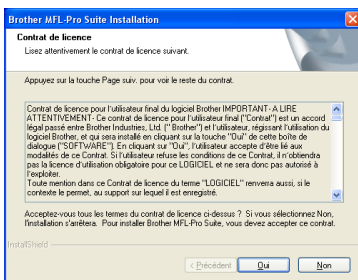 Brother MFL-Pro Suite Installation
Contrat de licence
Lisez attentivement le contrat de licence suivant.
Appuyez sur la touche Page suiv. pour voir le reste du contrat.
Contrat de licence pour l'utilisateur final du logiciel Brother IMPORTANT- A LIRE
ATTENTIVEMENT- Ce contrat de licence pour l'utilisateur final ("Contrat") est un accord
légal passé entre Brother Industries, Ltd. (" Brother") et l'utilisateur, régissant l'utilisation du
logiciel Brother, et qui sera installé en cliquant sur la touche "Oui" de cette boîte de
dialogue ("SOFTWARE"). En cliquant sur "Oui", l'utilisateur accepte d'être lié aux
modalités de ce Contrat. Si l'utilisateur refuse les conditions de ce Contrat, il n'obtiendra
pas la licence d'utilisation obligatoire pour ce LOGICIEL et ne sera donc pas autorisé à
l'exploiter.
Toute mention dans ce Contrat de licence du terme "LOGICIEL" renverra aussi, si le
contexte le permet, au support sur lequel il est enregistré.
Acceptez-vous tous les termes du contrat de licence ci-dessus ? Si vous sélectionnez Non,
l'installation s'arrêtera. Pour installer Brother MFL-Pro Suite, vous devez accepter ce contrat.
InstallShield
< Précédent
Oui
Non